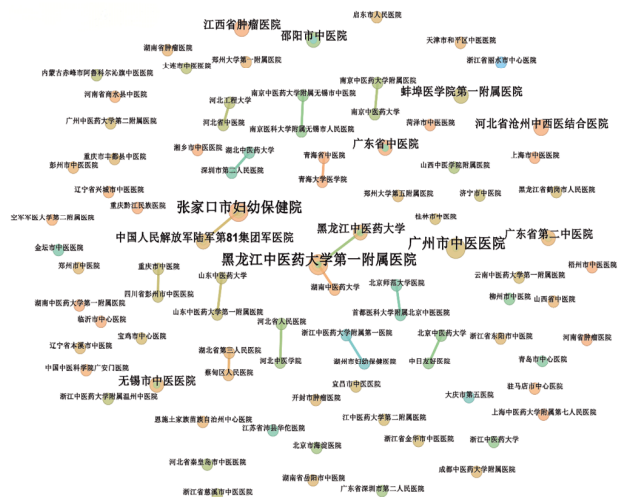 启东市人民医院
江西省肿瘤医院
邵阳市中医院
天津市和平区中医医院
湖南省肿瘤医院
郑州大学第一附属医院
浙江省丽水市中心医院
大连市中医医院
内蒙古赤峰市阿鲁科尔沁旗中医医院
南京中医药大学附属无锡市中医院
南京中医药大学附属医院
蚌埠医学院第一附属医院
河南省商水县中医院
河北工程大学
广州中医药大学第二附属医院
河北省中医院
南京医科大学附属无锡市人民医院
南京中医药大学
菏泽市中医院
河北省沧州中西医结合医院
湘乡市中医院
湖北中医药大学
广东省中医院
重庆市丰都县中医院
青海省中医院
上海市中医院
彭州市中医医院
深圳市第二人民医院
山西中医学院附属医院
青海大学医学院
辽宁省兴城市中医医院
郑州大学第五附属医院
济宁市中医院
黑龙江省鹤岗市人民医院
重庆黔江民族医院
张家口市妇幼保健院
空军军医大学第二附属医院
桂林市中医院
黑龙江中医药大学
中国人民解放军陆军第81集团军医院
广州市中医医院
广东省第二中医院
金坛市中医医院
黑龙江中医药大学第一附属医院
郑州市中医院
重庆市中医院
梧州市中医医院
山东中医药大学
北京师范大学医院
云南中医药大学第一附属医院
湖南中医药大学
四川省彭州市中医医院
柳州市中医院
山西省中医院
湖南中医药大学第一附属医院
山东中医药大学第一附属医院
首都医科大学附属北京中医医院
临沂市中心医院
河北省人民医院
宝鸡市中心医院
浙江中医药大学附属第一医院
北京中医药大学
浙江省东阳市中医院
河南省肿瘤医院
辽宁省本溪市中医院
湖北省第三人民医院
湖州市妇幼保健医院
中日友好医院
青岛市中心医院
中国中医科学院广安门医院
蔡甸区人民医院
河北中医学院
无锡市中医医院
宜昌市中医医院
驻马店市中心医院
浙江中医药大学附属温州中医院
开封市肿瘤医院
大庆市第五医院
上海中医药大学附属第七人民医院
恩施土家族苗族自治州中心医院
江中医药大学第二附属医院
江苏省沛县华佗医院
北京市海淀医院
浙江省金华市中医院
浙江中医药大学
河北省秦皇岛市中医医院
成都中医药大学附属医院
湖南省岳阳市中医院
浙江省慈溪市中医医院
广东省深圳市第二人民医院